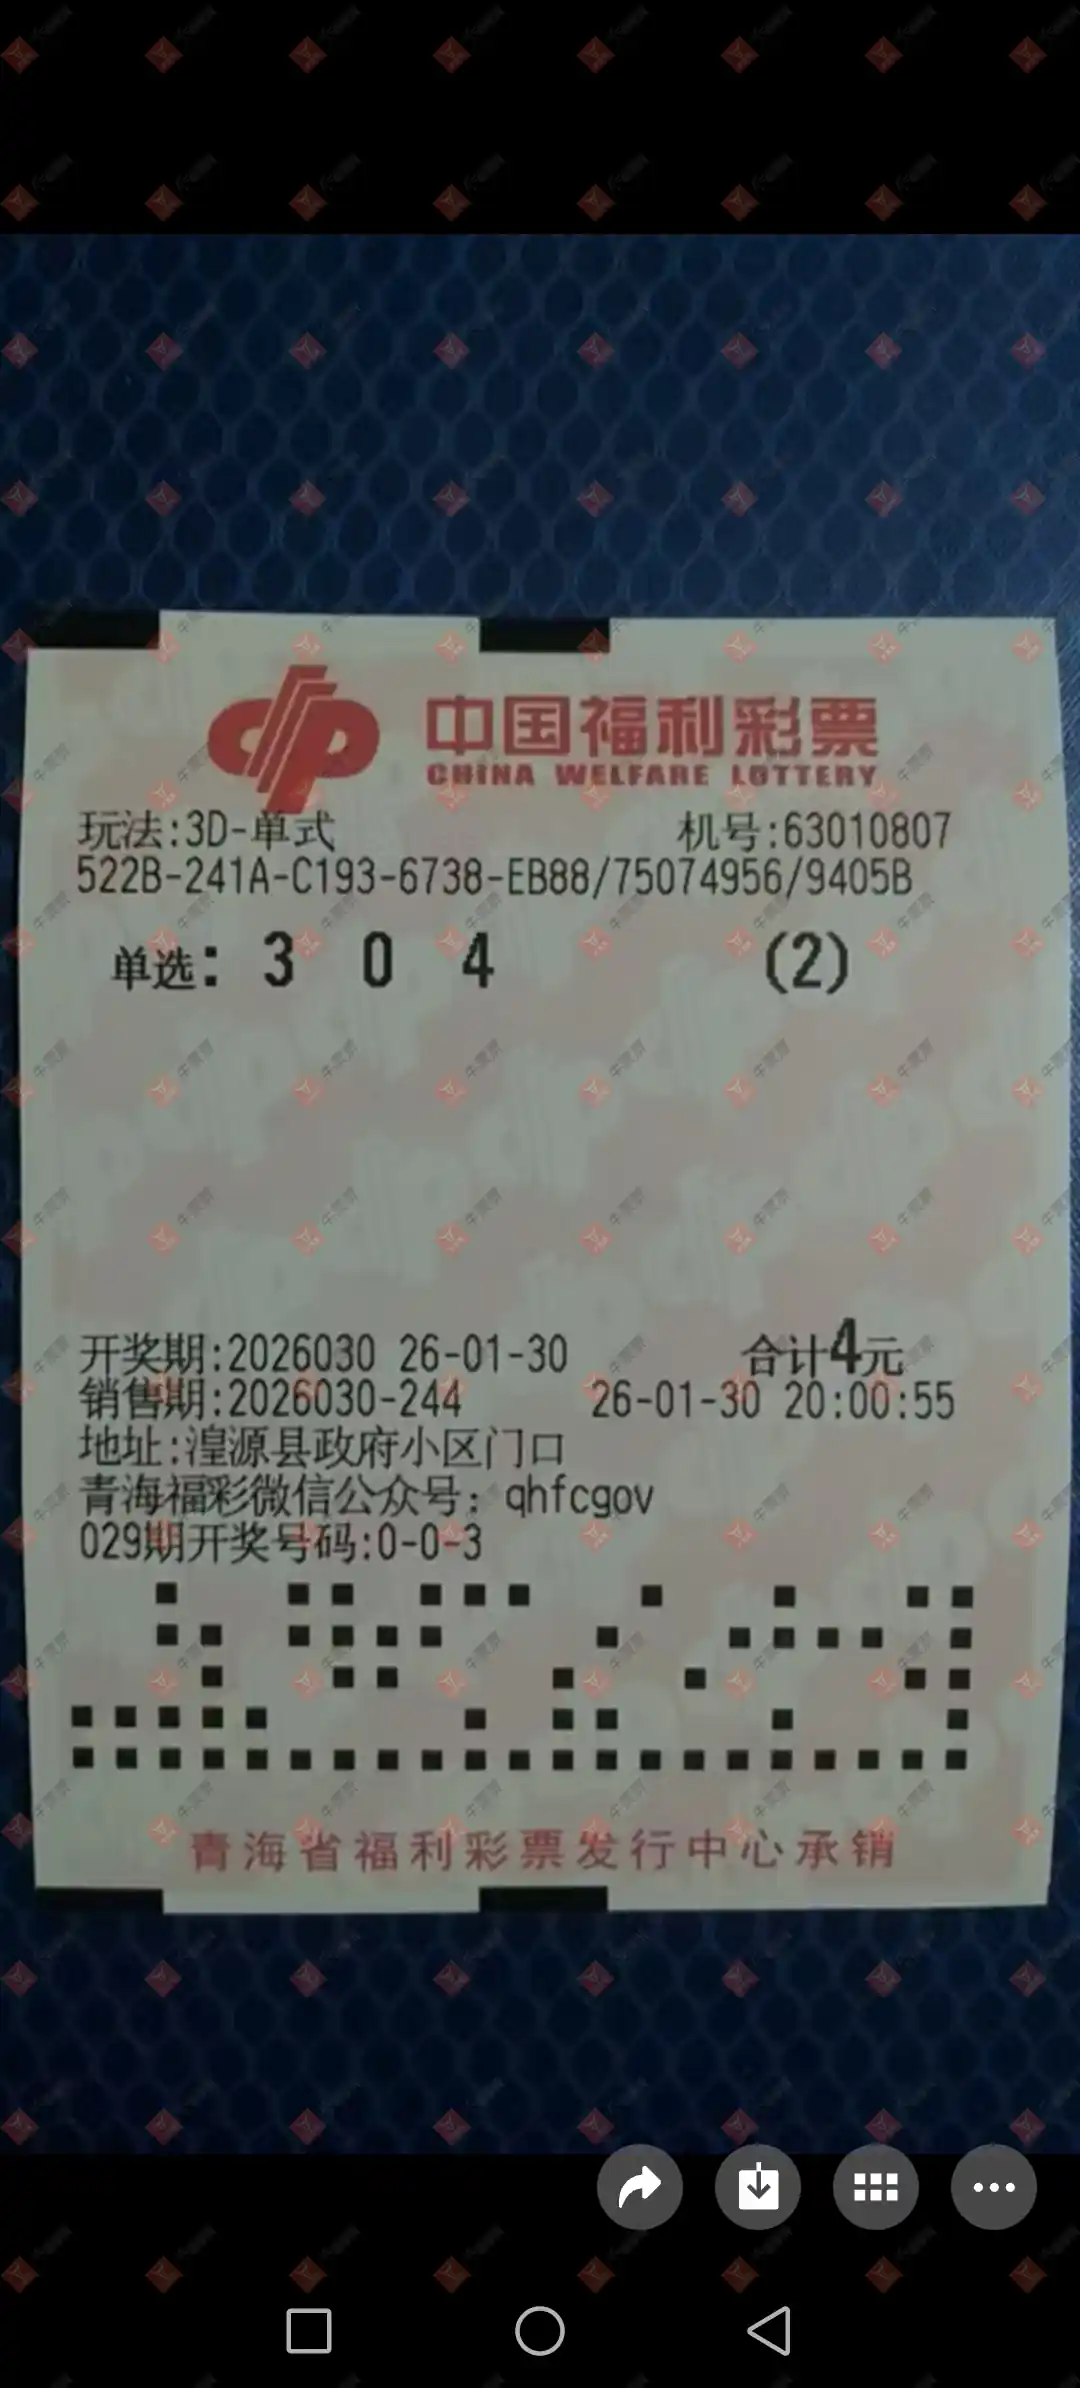 中国福利彩票
CHINA WELFARE LOTTERY
玩法:3D-单式 机号:63010807
522B-241A-C193-6738-EB88/75074956/9405B
单选: 3 0 4 (2)
开奖期:2026030 26-01-30 合计4元
销售期:2026030-244 26-01-30 20:00:55
地址:湟源县政府小区门口
青海福彩微信公众号: qhfcgov
029期开奖号码:0-0-3
青海省福利彩票发行中心承销